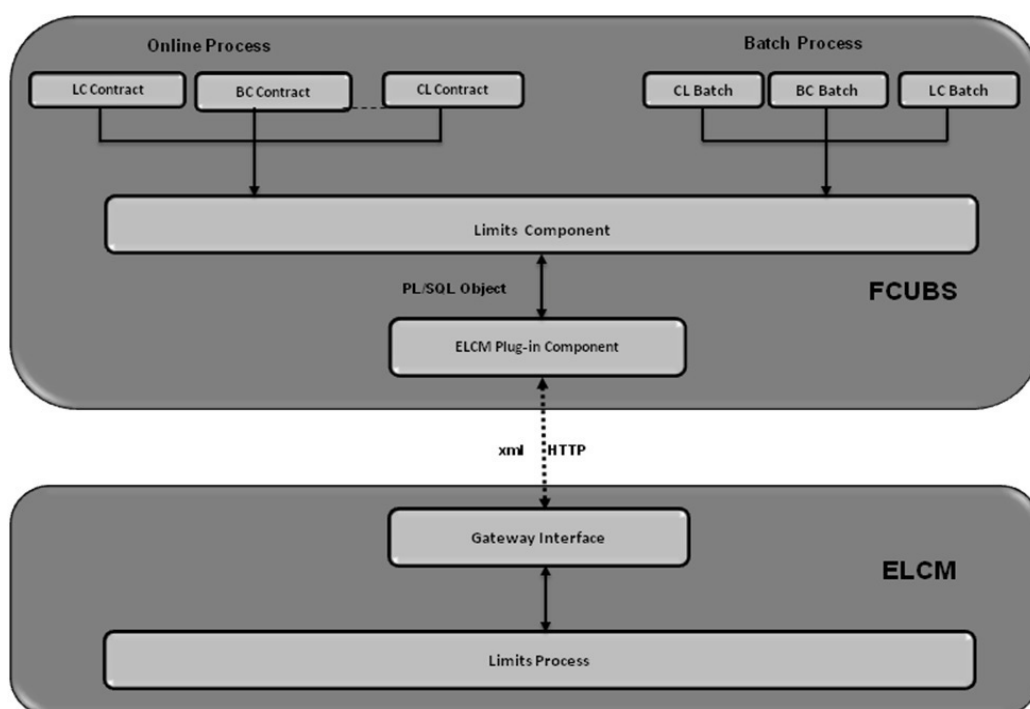 Online Process
Batch Process
LC Contract
BC Contract
CL Contract
CL Batch
BC Batch
LC Batch
Limits Component
PL/SQL Object
FCUBS
ELCM Plug-in Component
xml HTTP
Gateway Interface
ELCM
Limits Process